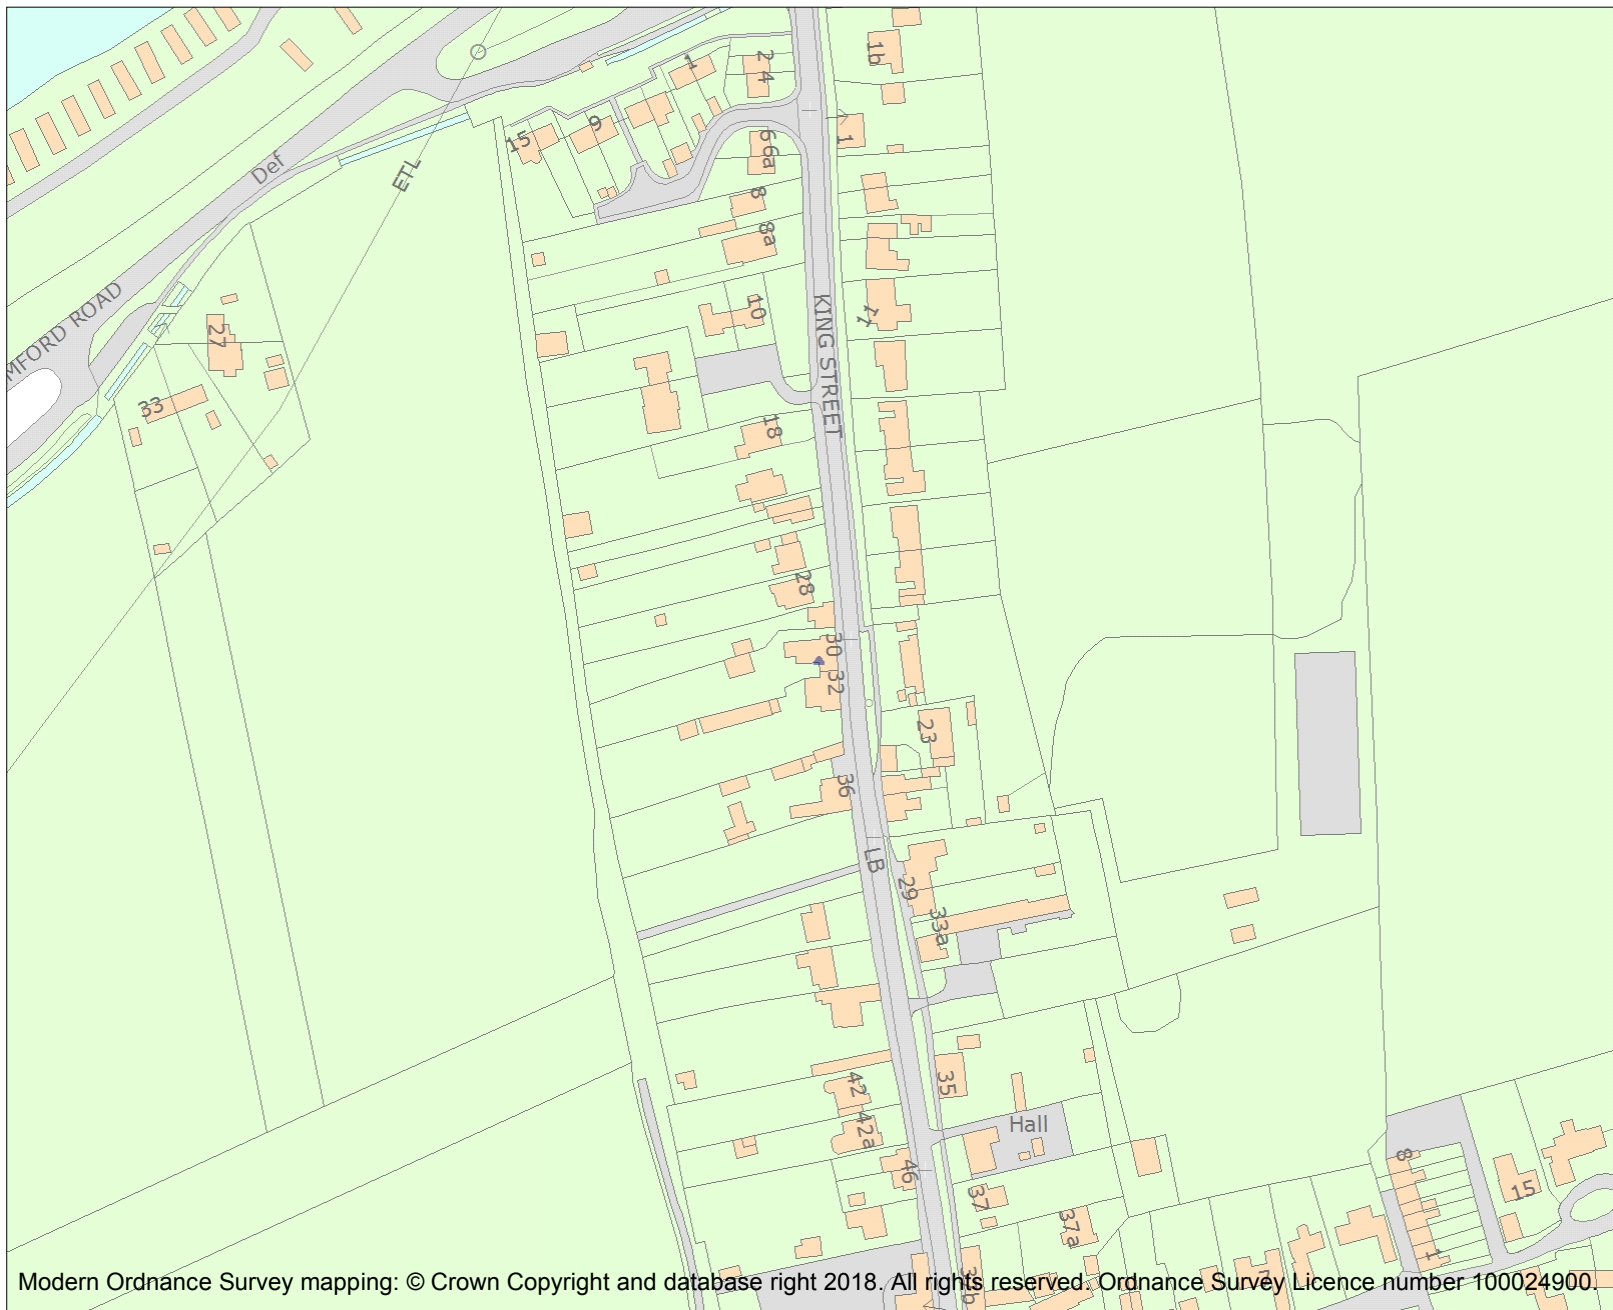 1b
2
4
1
1
9
15
6
6a
Def
ETL
8
8a
MFORD ROAD
10
KING STREET
11
27
33
18
28
30
32
23
36
LB
29
33a
42
35
42a
Hall
46
37
37a
8
15
1
Modern Ordnance Survey mapping: © Crown Copyright and database right 2018. All rights reserved. Ordnance Survey Licence number 100024900.